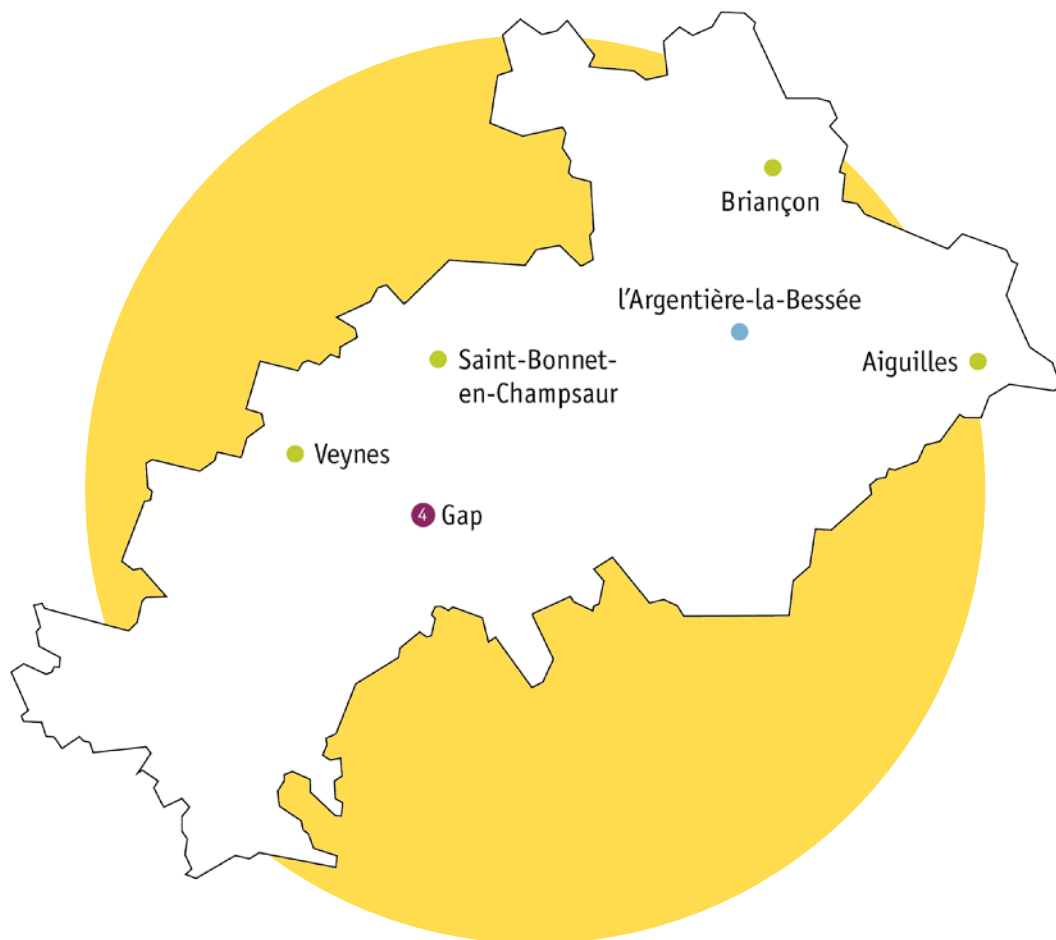 Briançon
l'Argentière-la-Bessée
Saint-Bonnet-
en-Champsaur
Aiguilles
Veynes
4 Gap